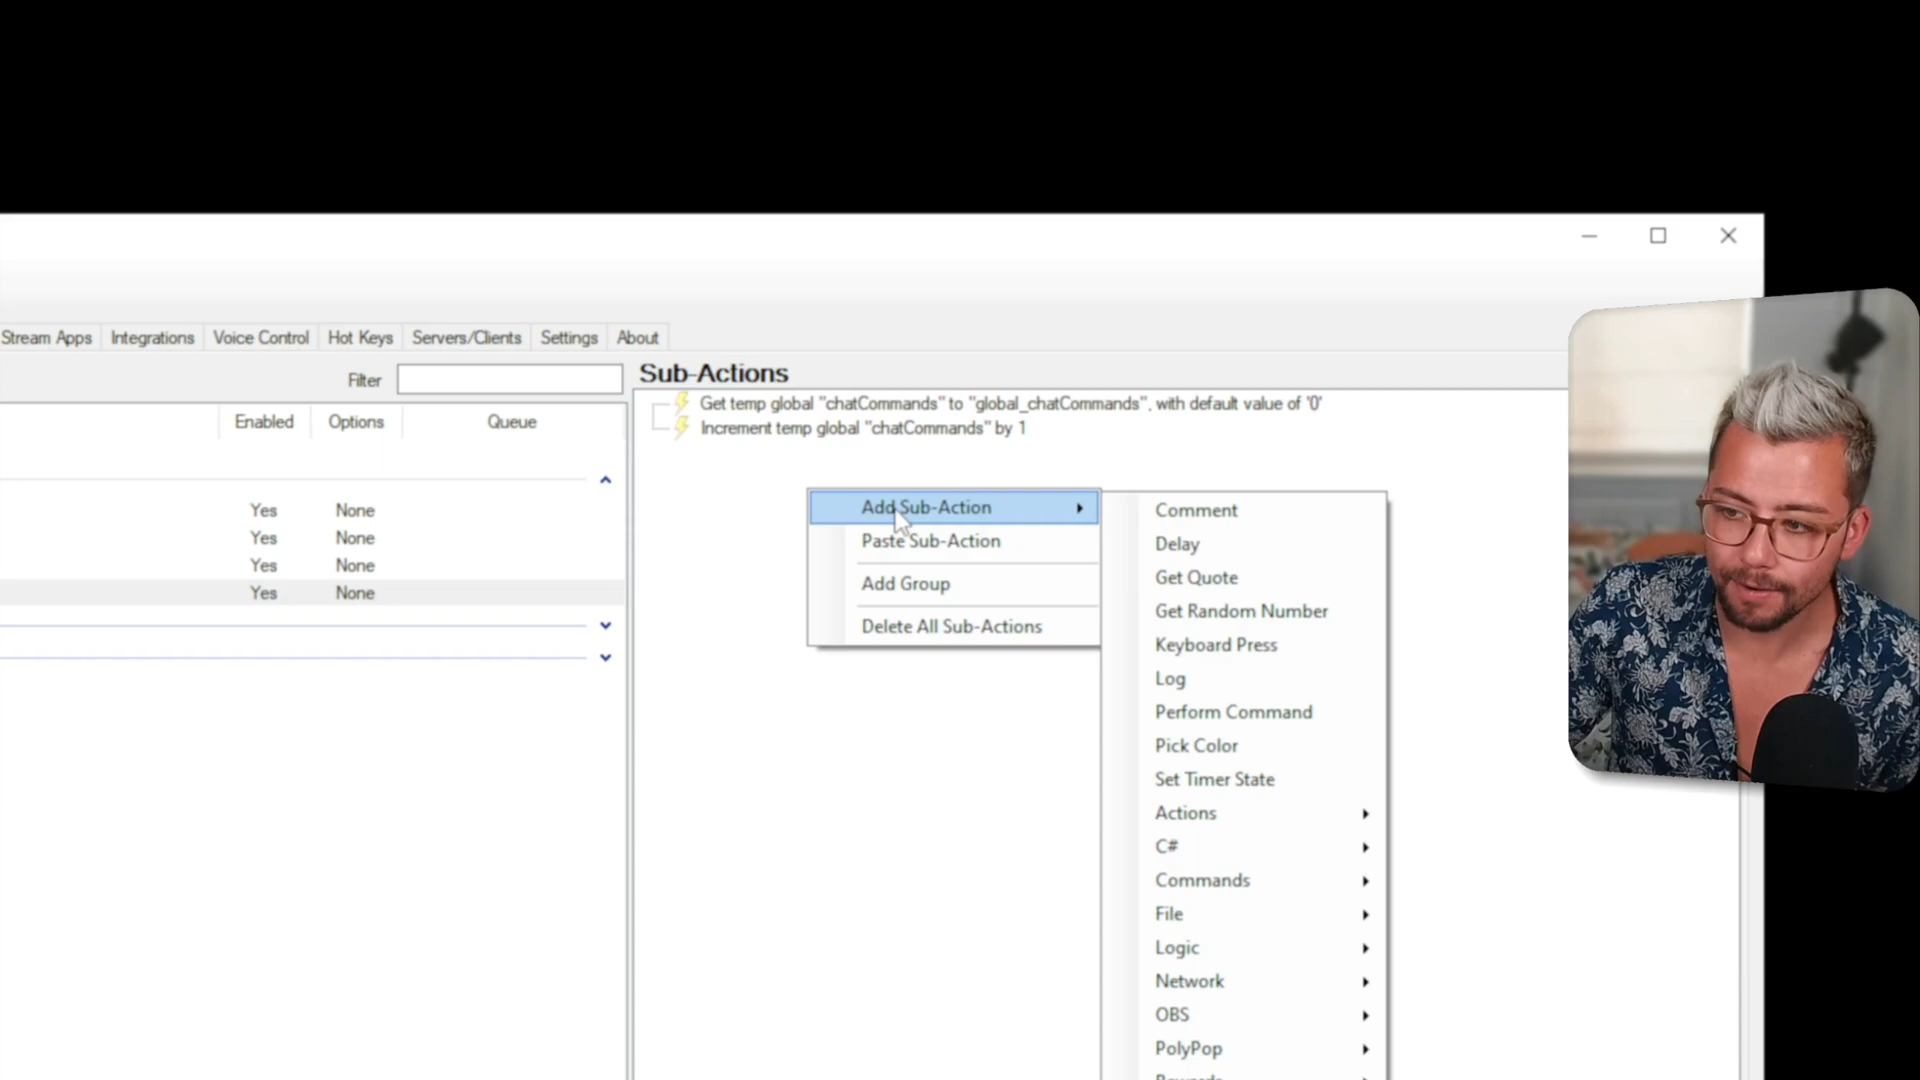 Stream Apps Integrations Voice Control Hot Keys Servers/Clients Settings About
Filter
Enabled Options Queue
Yes None
Yes None
Yes None
Yes None
Sub-Actions
Get temp global "chatCommands" to "global_chatCommands", with default value of '0'
Increment temp global "chatCommands" by 1
Add Sub-Action
Paste Sub-Action
Add Group
Delete All Sub-Actions
Comment
Delay
Get Quote
Get Random Number
Keyboard Press
Log
Perform Command
Pick Color
Set Timer State
Actions
C#
Commands
File
Logic
Network
OBS
PolyPop